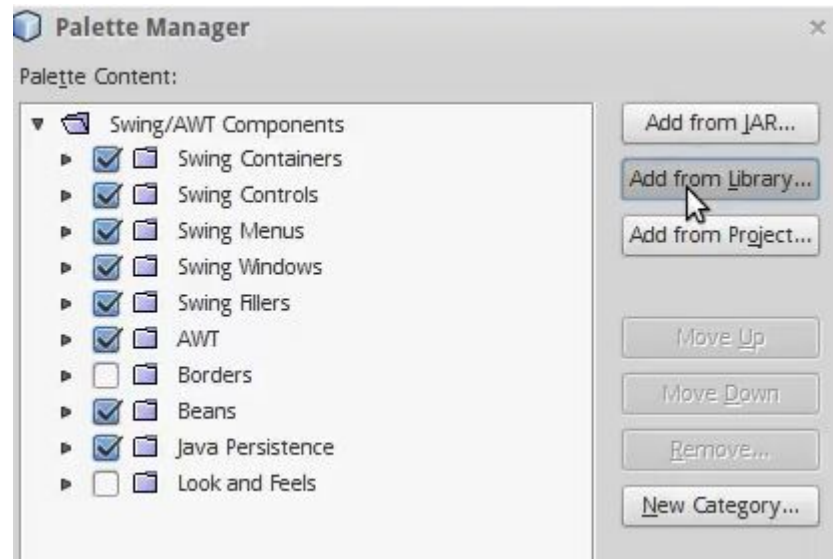 Palette Manager
Palette Content:
Swing/AWT Components
Swing Containers
Swing Controls
Swing Menus
Swing Windows
Swing Fillers
AWT
Borders
Beans
Java Persistence
Look and Feels
Add from JAR...
Add from Library...
Add from Project...
Move Up
Move Down
Remove...
New Category...